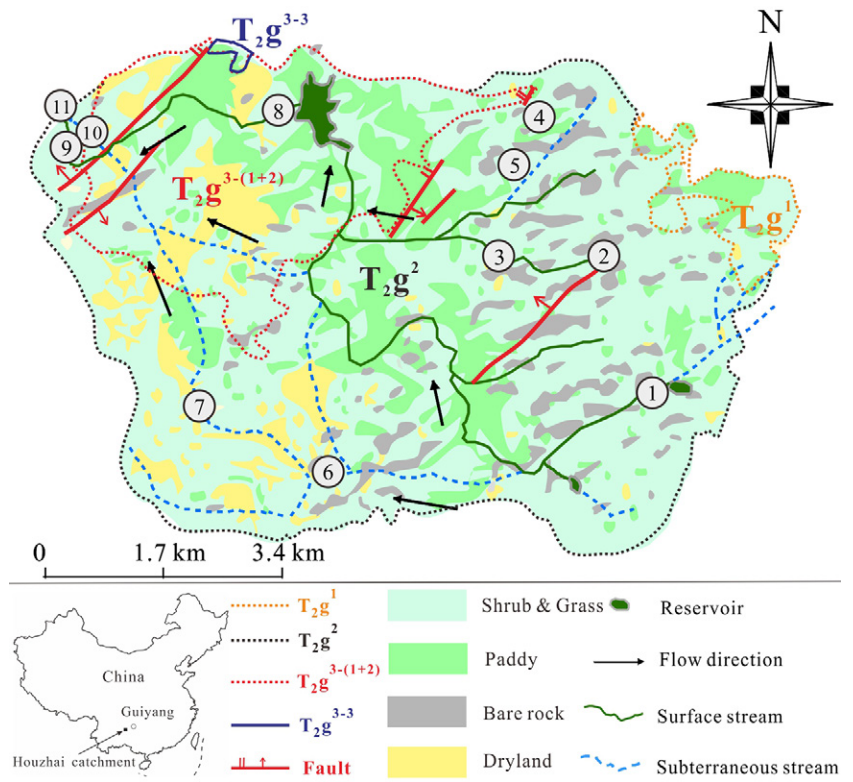 T₂g³⁻³
N
11
10
9
8
4
5
T₂g³⁻⁽¹⁺²⁾
T₂g¹
3
2
T₂g²
1
7
6
0 1.7 km 3.4 km
China
Guiyang
Houzhai catchment
T₂g¹
T₂g²
T₂g³⁻⁽¹⁺²⁾
T₂g³⁻³
Fault
Shrub & Grass
Paddy
Bare rock
Dryland
Reservoir
Flow direction
Surface stream
Subterraneous stream